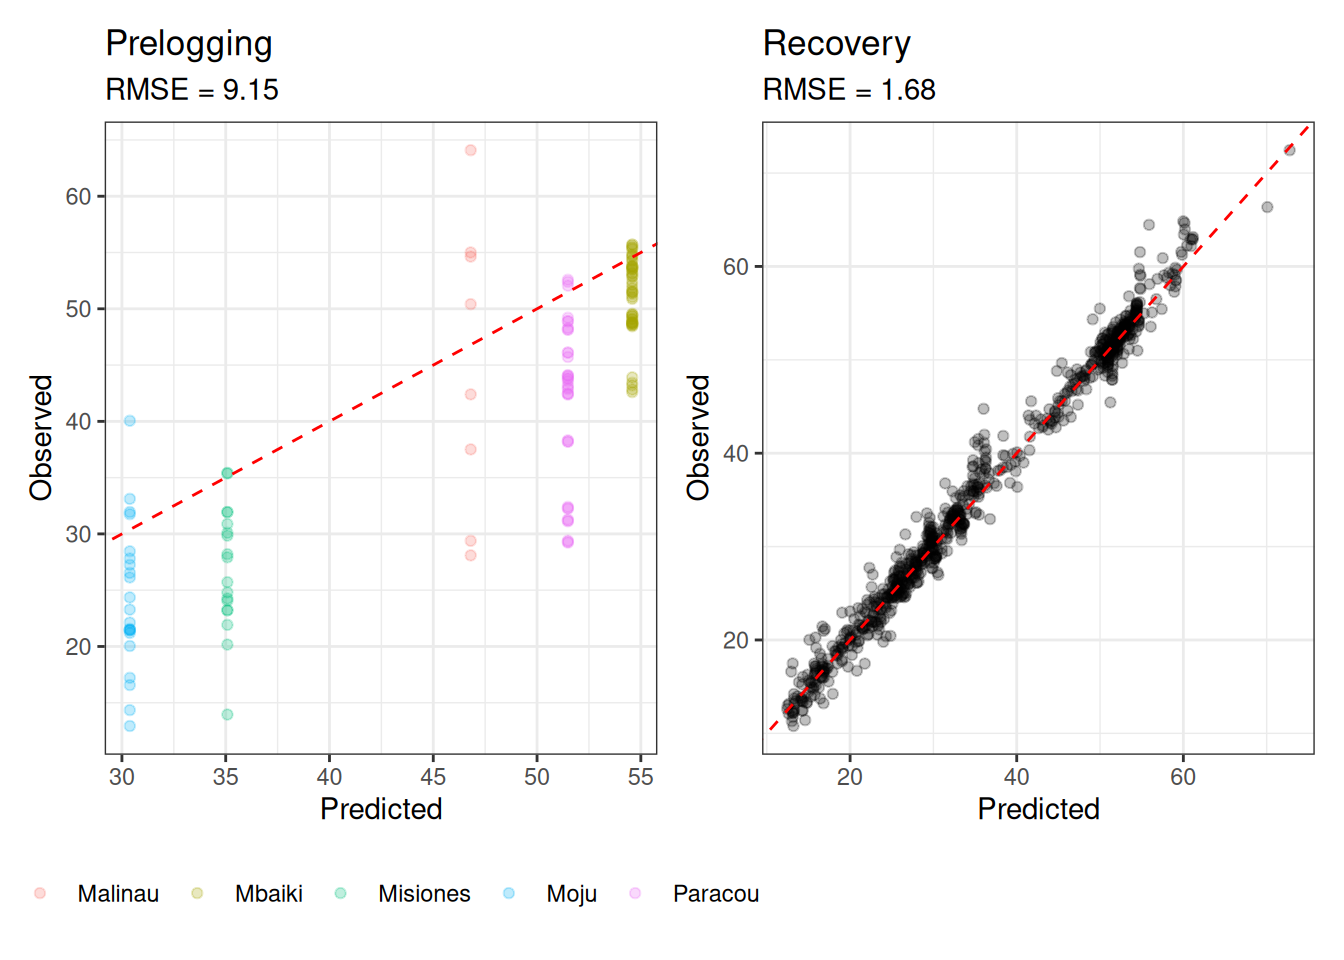 Prelogging
RMSE = 9.15
60
50
40
30
20
Observed
30 35 40 45 50 55
Predicted
Recovery
RMSE = 1.68
60
40
20
Observed
20 40 60
Predicted
Malinau Mbaiki Misiones Moju Paracou